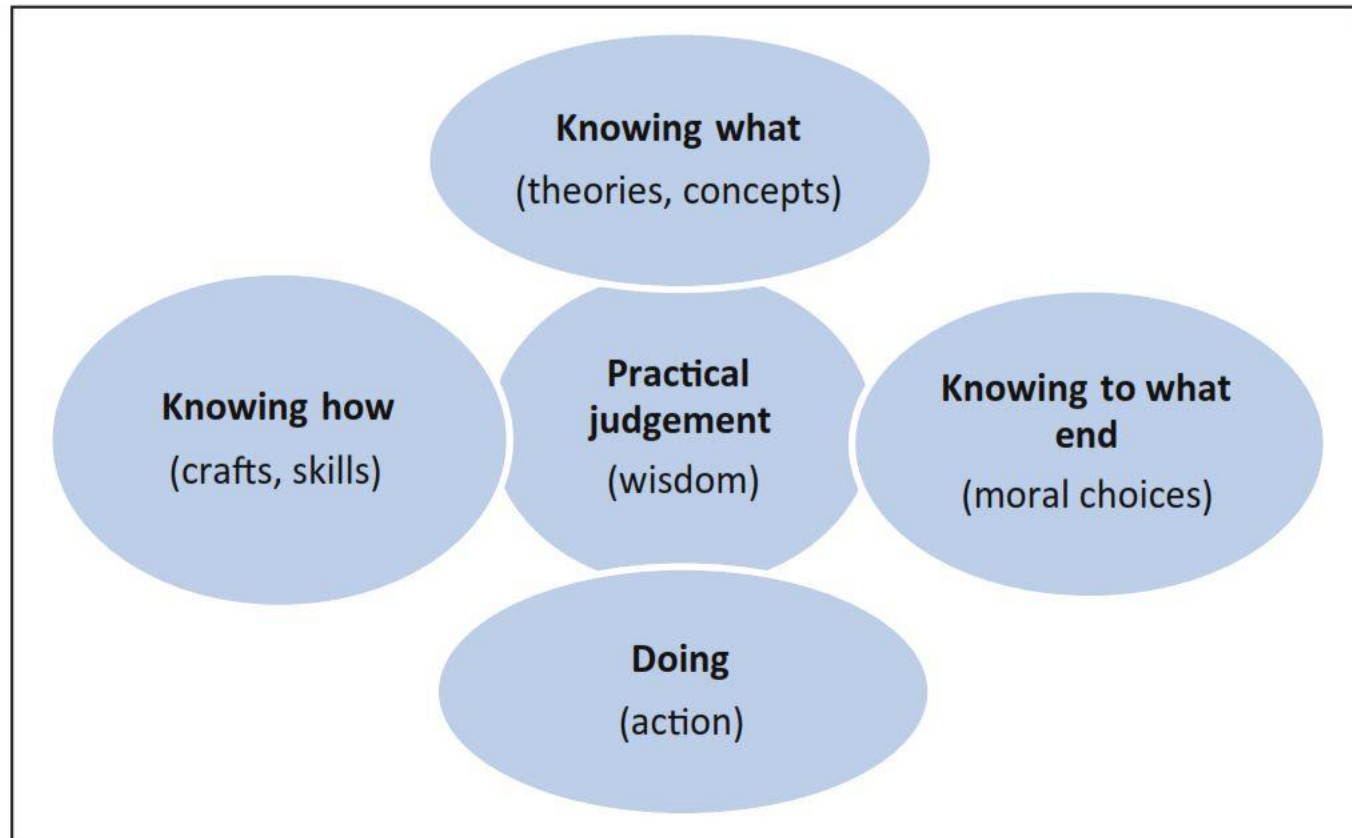 Knowing what
(theories, concepts)
Knowing how
(crafts, skills)
Practical
judgement
(wisdom)
Knowing to what
end
(moral choices)
Doing
(action)